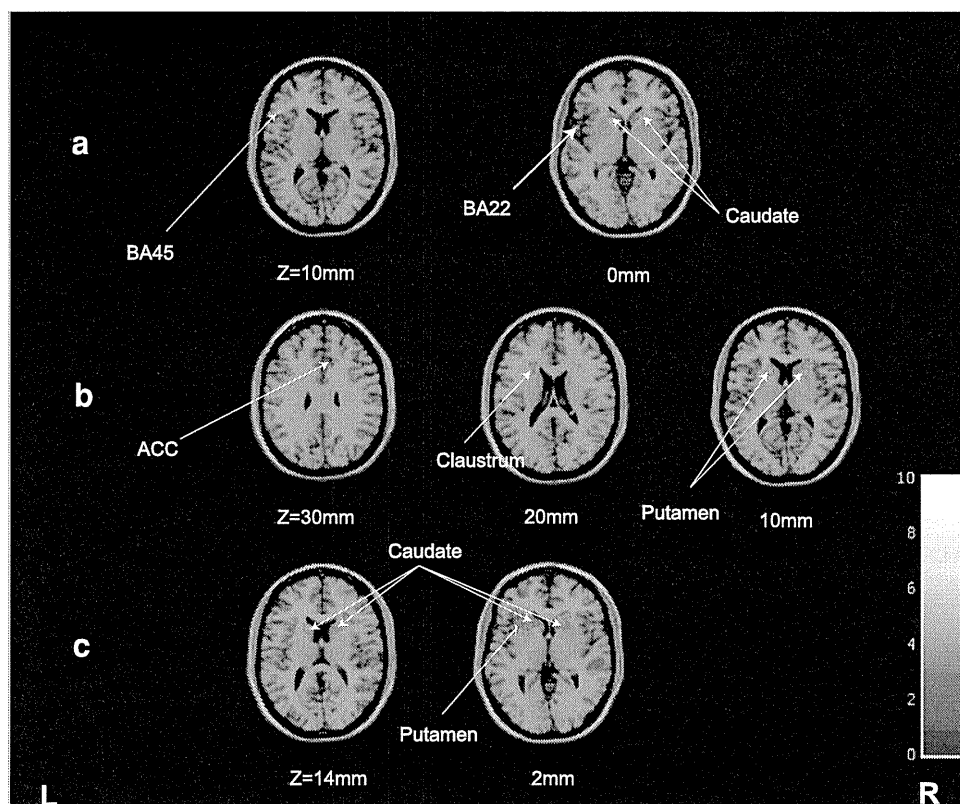 a
BA45
Z=10mm
BA22
Caudate
0mm
b
ACC
Z=30mm
Claustrum
20mm
Putamen
10mm
10
8
6
4
2
0
c
Caudate
Putamen
Z=14mm
2mm
L
R